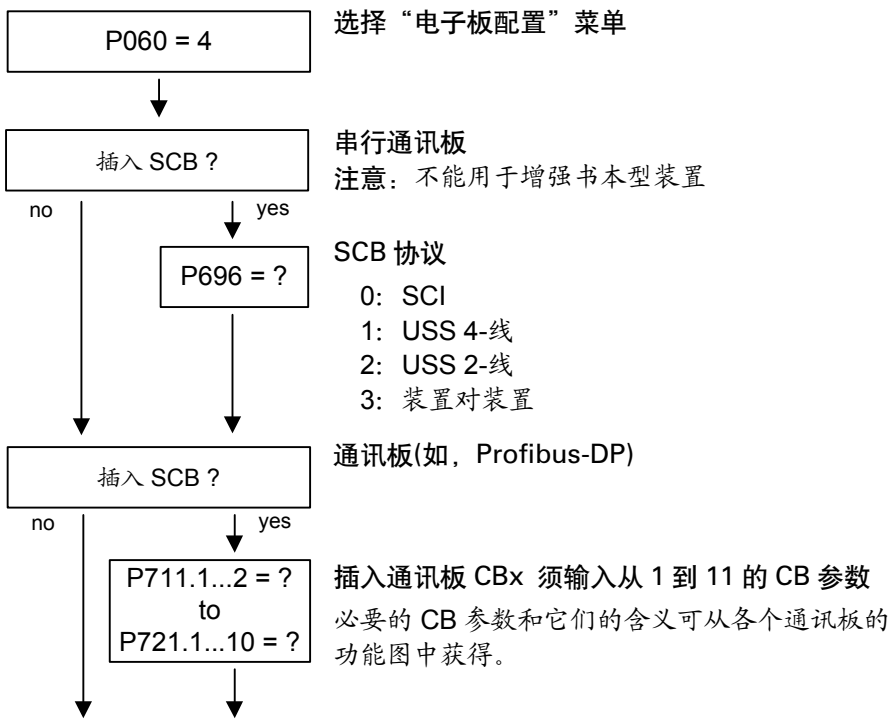 P060 = 4
选择“电子板配置”菜单
插入 SCB ?
串行通讯板
注意：不能用于增强书本型装置
no
yes
P696 = ?
SCB 协议
0：SCI
1：USS 4-线
2：USS 2-线
3：装置对装置
插入 SCB ?
通讯板(如，Profibus-DP)
no
yes
P711.1...2 = ?
to
P721.1...10 = ?
插入通讯板 CBx 须输入从 1 到 11 的 CB 参数
必要的 CB 参数和它们的含义可从各个通讯板的
功能图中获得。